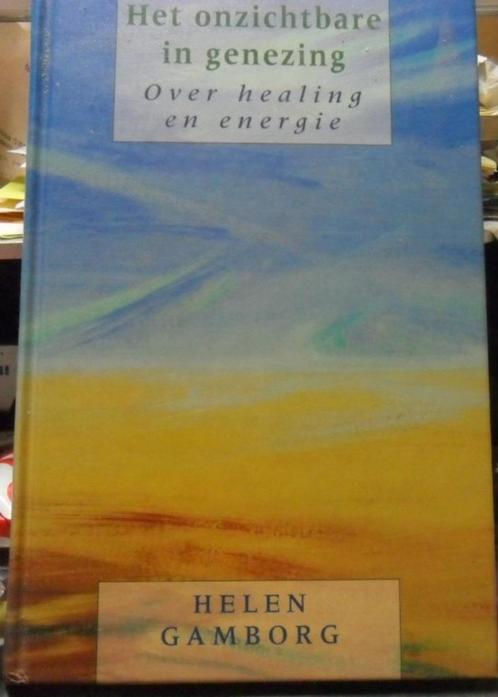 Het onzichtbare
in genezing
Over healing
en energie
HELEN
GAMBORG